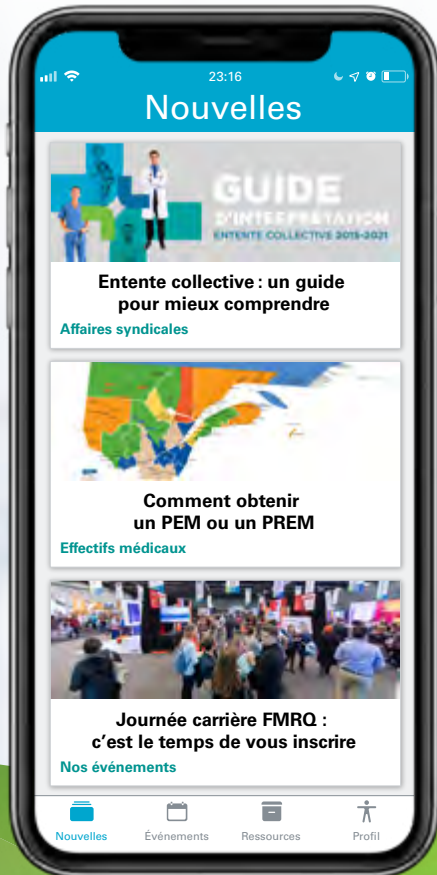 23:16
Nouvelles
GUIDE
D'INTERPRÉTATION
ENTENTE COLLECTIVE 2015-2021
Entente collective : un guide
pour mieux comprendre
Affaires syndicales
Comment obtenir
un PEM ou un PREM
Effectifs médicaux
Journée carrière FMRQ :
c'est le temps de vous inscrire
Nos événements
Nouvelles
Événements
Ressources
Profil